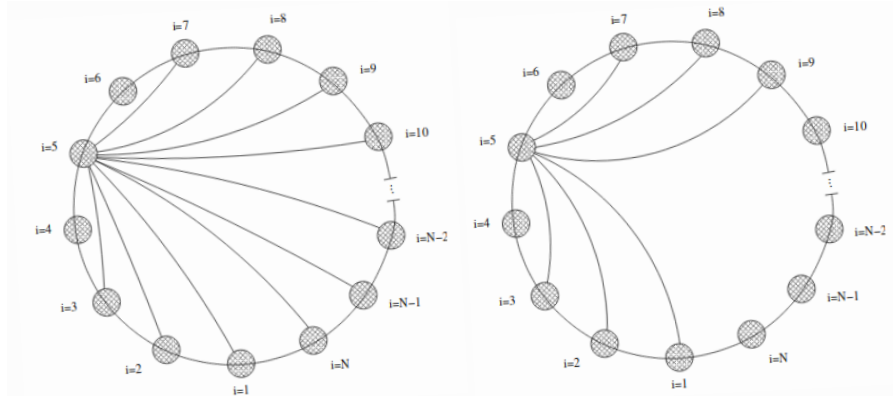 i=7
i=8
i=6
i=9
i=5
i=10
...
i=4
i=N−2
i=3
i=N−1
i=2
i=N
i=1
i=7
i=8
i=6
i=9
i=5
i=10
...
i=4
i=N−2
i=3
i=N−1
i=2
i=N
i=1